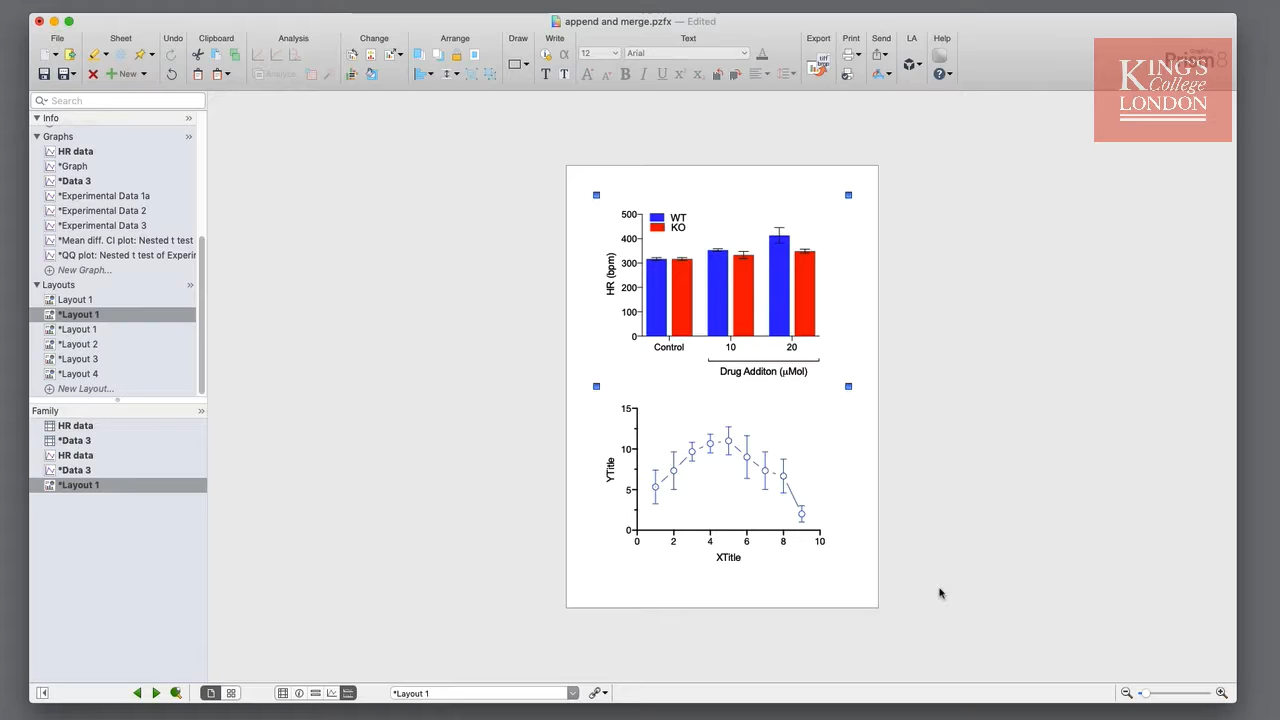 append and merge.pzfx — Edited
File Sheet Undo Clipboard Analysis Change Arrange Draw Write Text Export Print Send LA Help
12 Arial
New Analyze
Prism 8
KING'S
College
LONDON
Search
Info
Graphs
HR data
*Graph
*Data 3
*Experimental Data 1a
*Experimental Data 2
*Experimental Data 3
*Mean diff. CI plot: Nested t test
*QQ plot: Nested t test of Experir
New Graph...
Layouts
Layout 1
*Layout 1
*Layout 1
*Layout 2
*Layout 3
*Layout 4
New Layout...
Family
HR data
*Data 3
HR data
*Data 3
*Layout 1
500
400
300
200
100
0
HR (bpm)
WT
KO
Control 10 20
Drug Additon (μMol)
15
10
5
0
YTitle
0 2 4 6 8 10
XTitle
*Layout 1